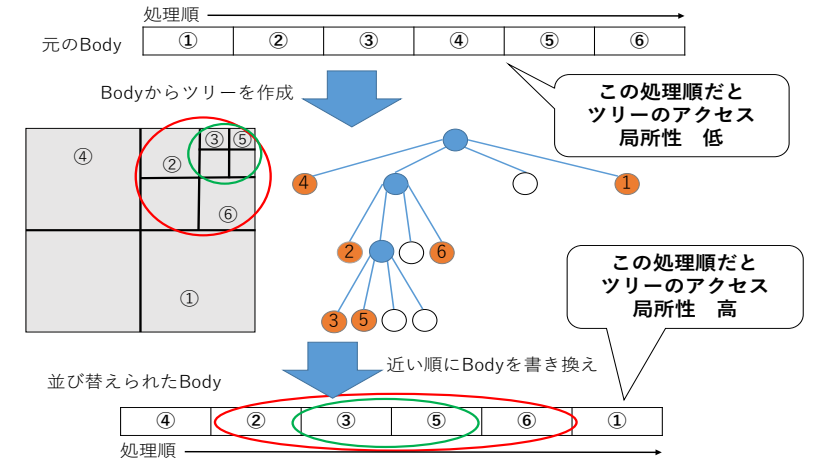 処理順
元のBody
① ② ③ ④ ⑤ ⑥
Bodyからツリーを作成
この処理順だと
ツリーのアクセス
局所性 低
④ ② ③ ⑤
⑥
①
4 1
2 6
3 5
この処理順だと
ツリーのアクセス
局所性 高
近い順にBodyを書き換え
並び替えられたBody
④ ② ③ ⑤ ⑥ ①
処理順